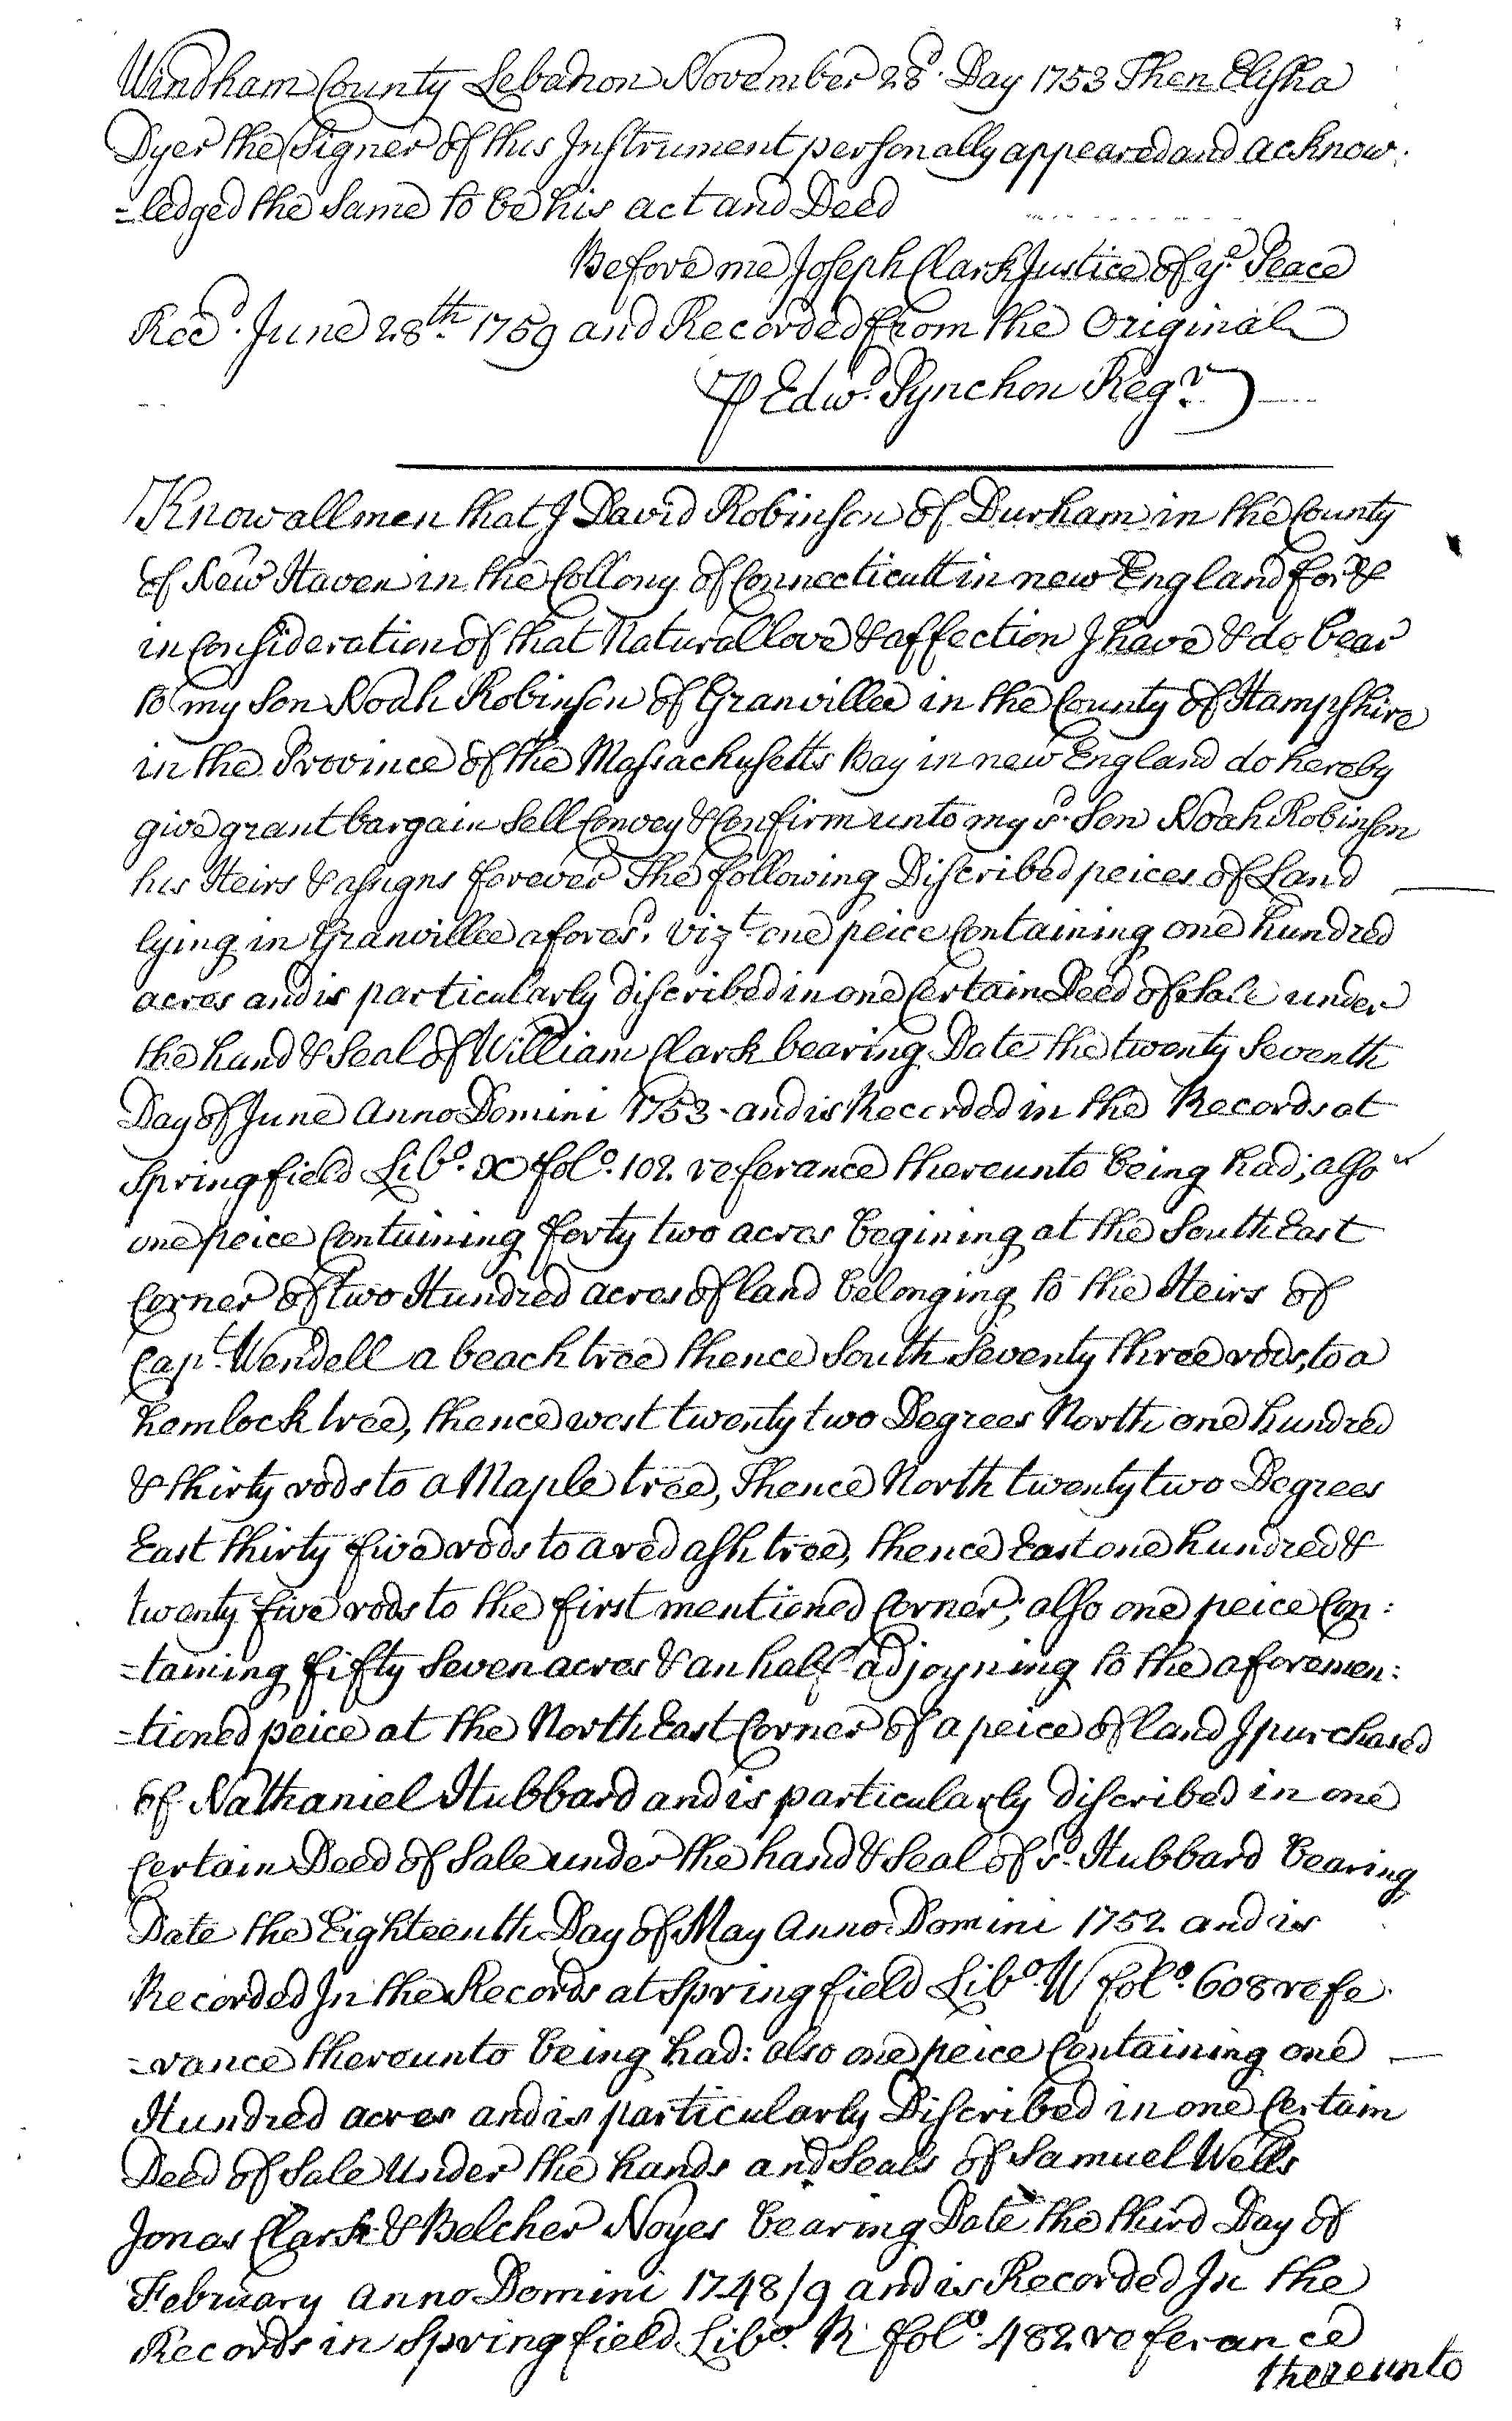 Windham County Lebanon November 28d. Day 1753 Then Elisha
Dyer the Signer of this Instrument personally appeared and acknow
=ledged the Same to be his act and Deed
Before me Joseph Clark Justice of ye. Peace
Recd. June 28th. 1759 and Recorded from the Original
⅌ Edwd. Pynchon Regr.
Know all men that I David Robinson of Durham in the County
of New Haven in the Collony of Connecticutt in new England for &
in Consideration of that Natural love & affection I have & do bear
to my Son Noah Robinson of Granvillee in the County of Hampshire
in the Province of the Massachusetts Bay in new England do hereby
give grant bargain Sell Convey & Confirm unto my sd. Son Noah Robinson
his Heirs & assigns forever The following Discribed peices of Land
lying in Granvillee aforesd. vizt. one peice Containing one hundred
acres and is particularly discribed in one Certain Deed of Sale under
the hand & Seal of William Clark bearing Date the twenty Seventh
Day of June Anno Domini 1753 - and is Recorded in the Records at
Springfield Libo. X folo. 102. referance thereunto being had; also
one peice Containing forty two acres begining at the South East
Corner of two Hundred acres of land belonging to the Heirs of
Capt. Wendell a beach tree thence South Seventy three rods, to a
hemlock tree, thence west twenty two Degrees North one hundred
& thirty rods to a Maple tree, Thence North twenty two Degrees
East thirty five rods to a red ash tree, thence East one hundred &
twenty five rods to the first mentioned Corner; also one peice Con:
=taining fifty Seven acres & an half adjoyning to the aforemen:
=tioned peice at the North East Corner of a peice of land I purchased
of Nathaniel Hubbard and is particularly discribed in one
Certain Deed of Sale under the hand & Seal of sd. Hubbard bearing
Date the Eighteenth Day of May Anno Domini 1752 and is
Recorded In the Records at Springfield Libo. W folo. 608 refe
=rance thereunto being had: also one peice Containing one
Hundred acres and is particularly Discribed in one Certain
Deed of Sale Under the hands and Seals of Samuel Wells
Jonas Clark & Belcher Noyes bearing Date the third Day of
February Anno Domini 1748/9 and is Recorded In the
Records in Springfield Libo. R folo. 482 referance
thereunto